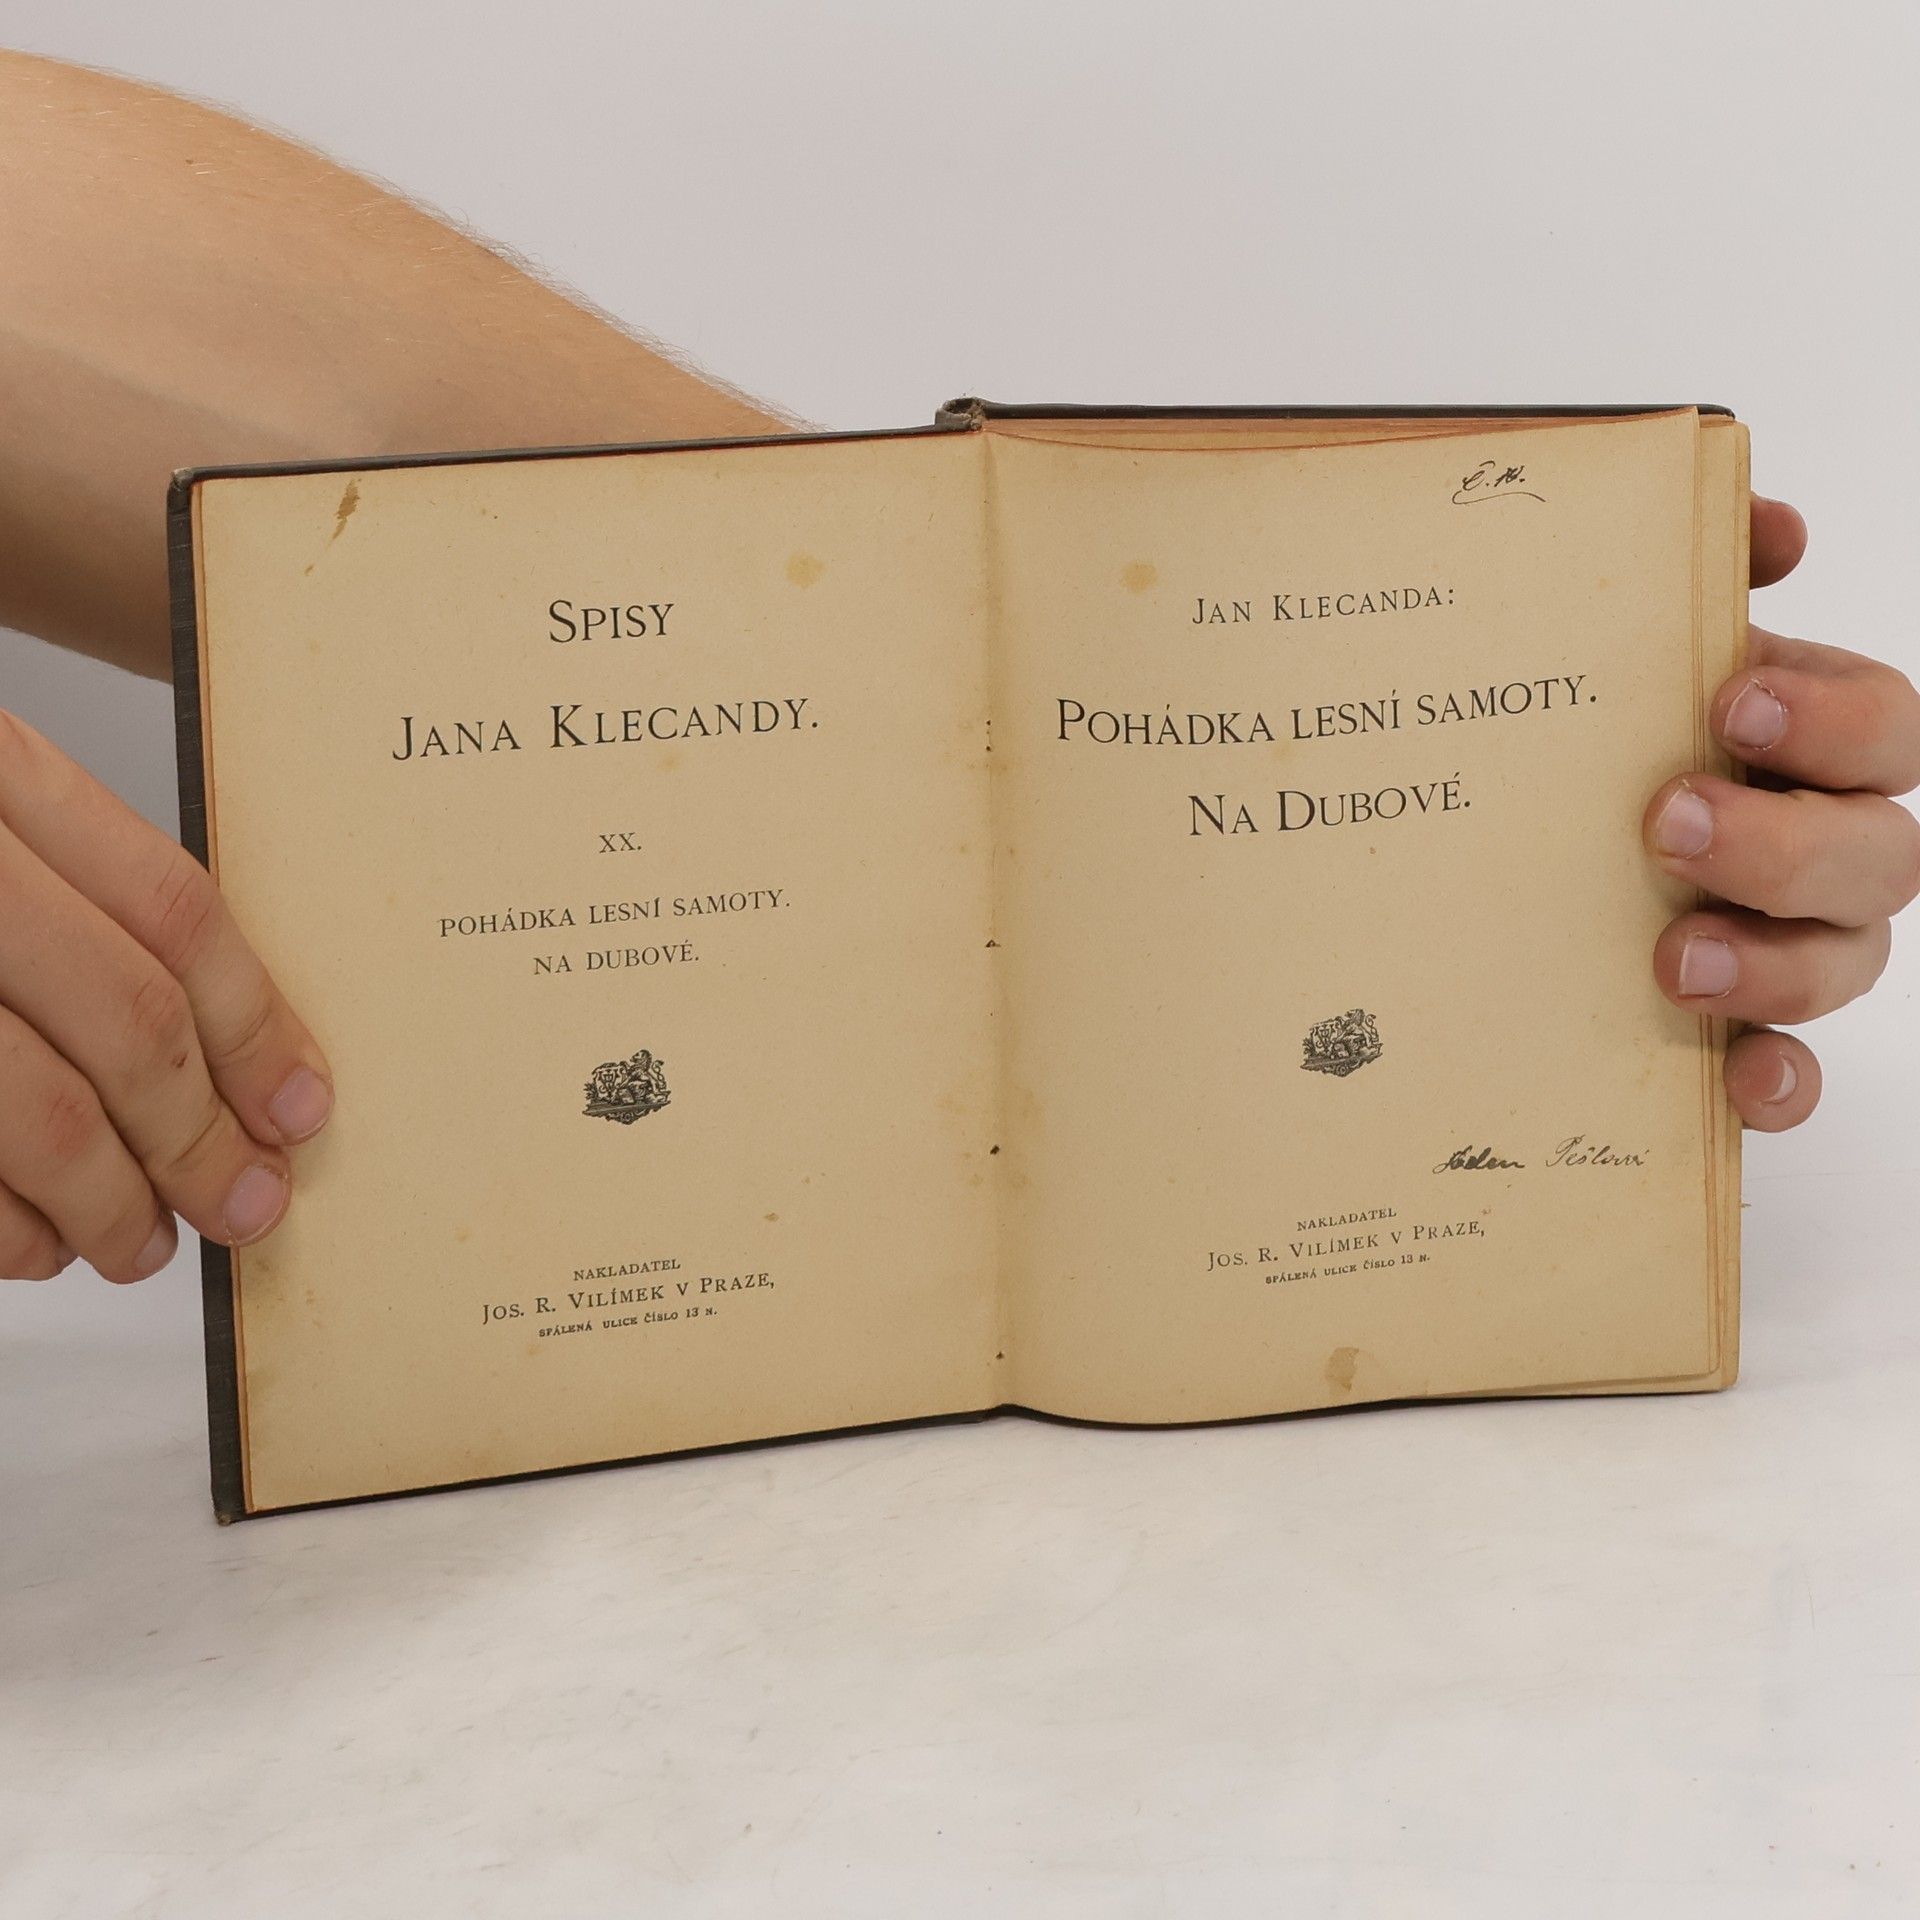 SPISY
JANA KLECANDY.
XX.
POHÁDKA LESNÍ SAMOTY.
NA DUBOVÉ.
NAKLADATEL
JOS. R. VILÍMEK V PRAZE,
SPÁLENÁ ULICE ČÍSLO 13 N.
JAN KLECANDA:
POHÁDKA LESNÍ SAMOTY.
NA DUBOVÉ.
NAKLADATEL
JOS. R. VILÍMEK V PRAZE,
SPÁLENÁ ULICE ČÍSLO 13 N.